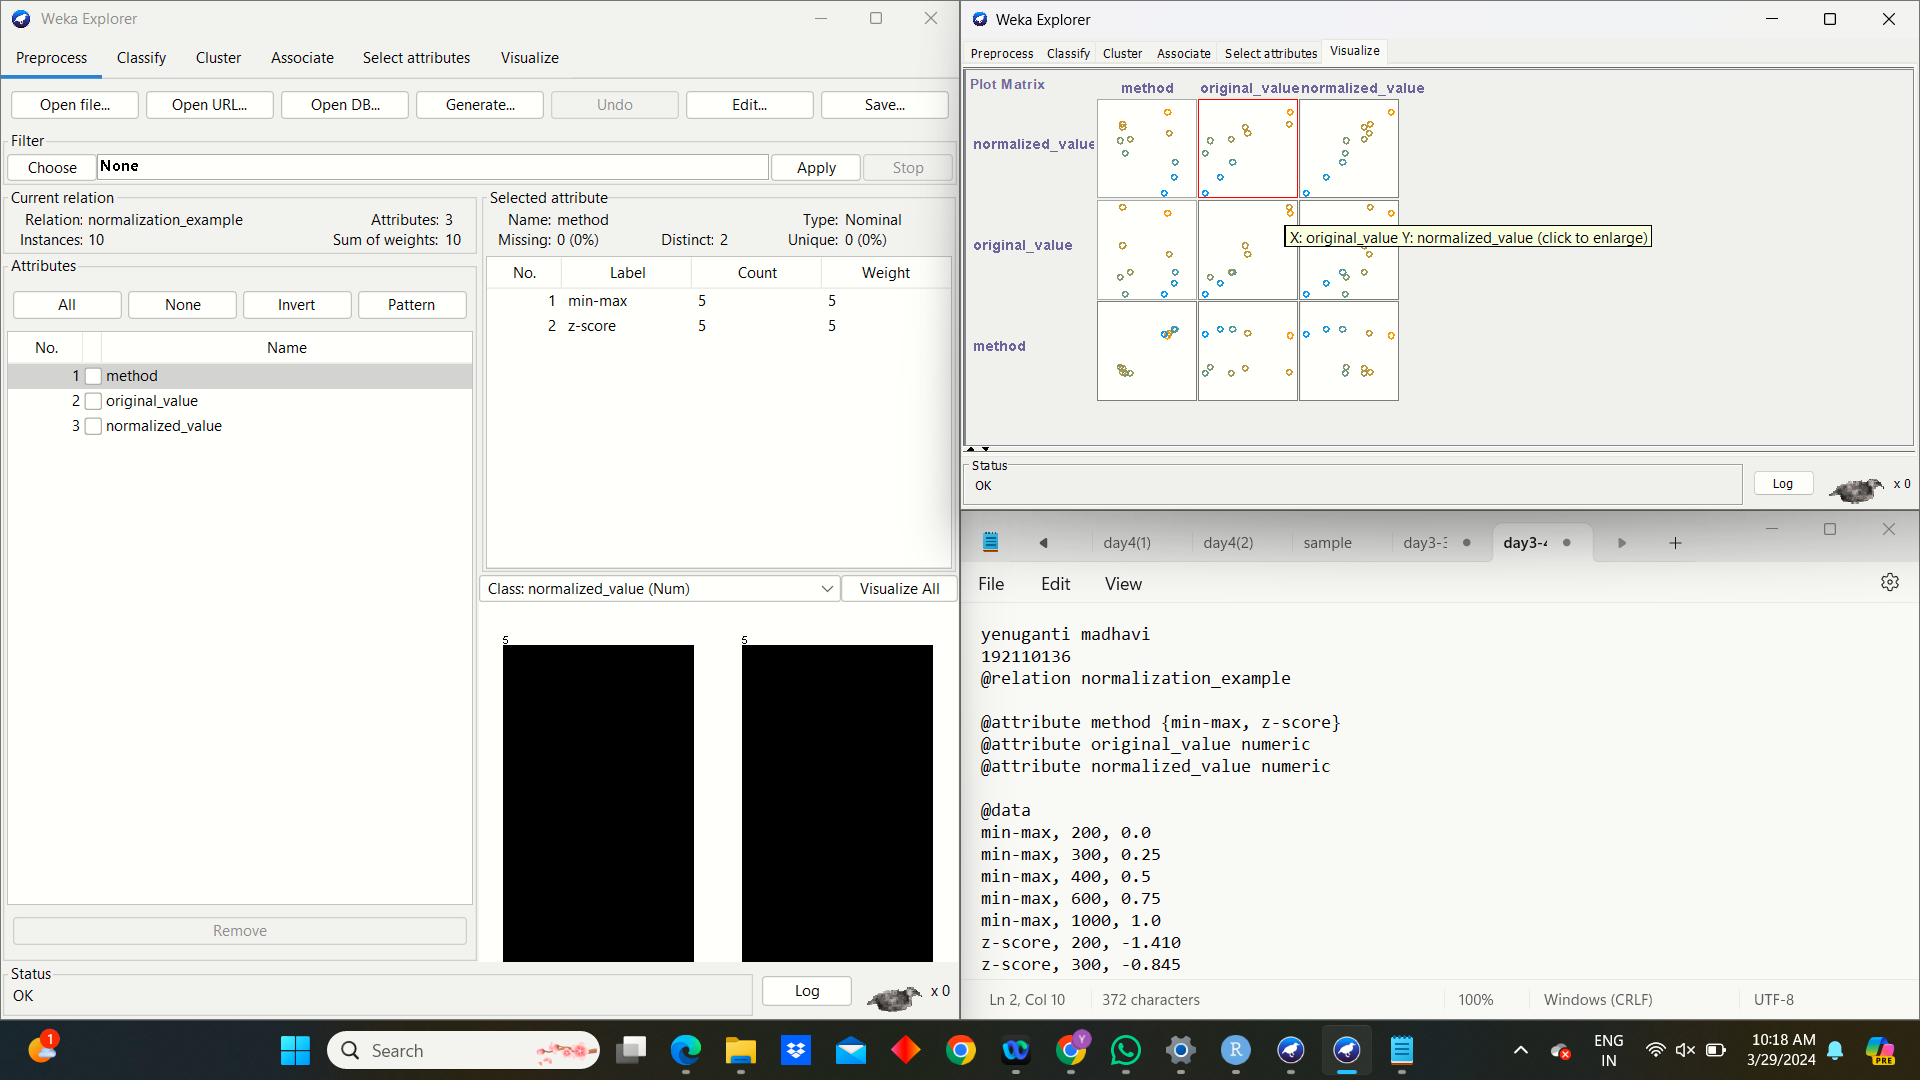 Weka Explorer
Preprocess Classify Cluster Associate Select attributes Visualize
Open file... Open URL... Open DB... Generate... Undo Edit... Save...
Filter
Choose None Apply Stop
Current relation
Relation: normalization_example Attributes: 3
Instances: 10 Sum of weights: 10
Attributes
All None Invert Pattern
No. Name
1 method
2 original_value
3 normalized_value
Remove
Status
OK
Selected attribute
Name: method Type: Nominal
Missing: 0 (0%) Distinct: 2 Unique: 0 (0%)
No. Label Count Weight
1 min-max 5 5
2 z-score 5 5
Class: normalized_value (Num) Visualize All
5 5
Log x 0
Weka Explorer
Preprocess Classify Cluster Associate Select attributes Visualize
Plot Matrix method original_value normalized_value
normalized_value
original_value
X: original_value Y: normalized_value (click to enlarge)
method
Status
OK
Log x 0
day4(1) day4(2) sample day3-3 day3-4
File Edit View
yenuganti madhavi
192110136
@relation normalization_example
@attribute method {min-max, z-score}
@attribute original_value numeric
@attribute normalized_value numeric
@data
min-max, 200, 0.0
min-max, 300, 0.25
min-max, 400, 0.5
min-max, 600, 0.75
min-max, 1000, 1.0
z-score, 200, -1.410
z-score, 300, -0.845
Ln 2, Col 10 372 characters 100% Windows (CRLF) UTF-8
1 Search Y R ENG
IN
10:18 AM
3/29/2024
PRE